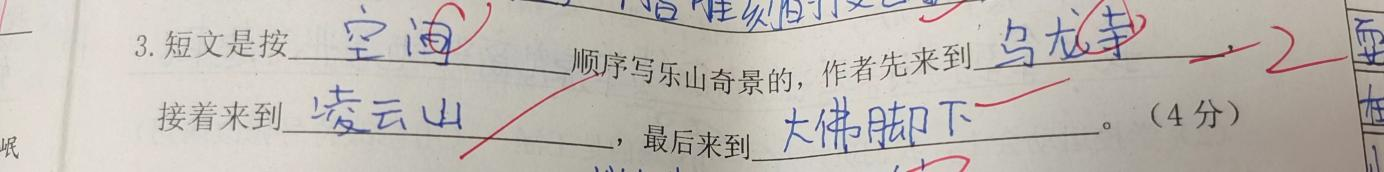 3.短文是按空间顺序写乐山奇景的，作者先来到乌龙寺，
接着来到凌云山，最后来到大佛脚下。（4分）
2
岷